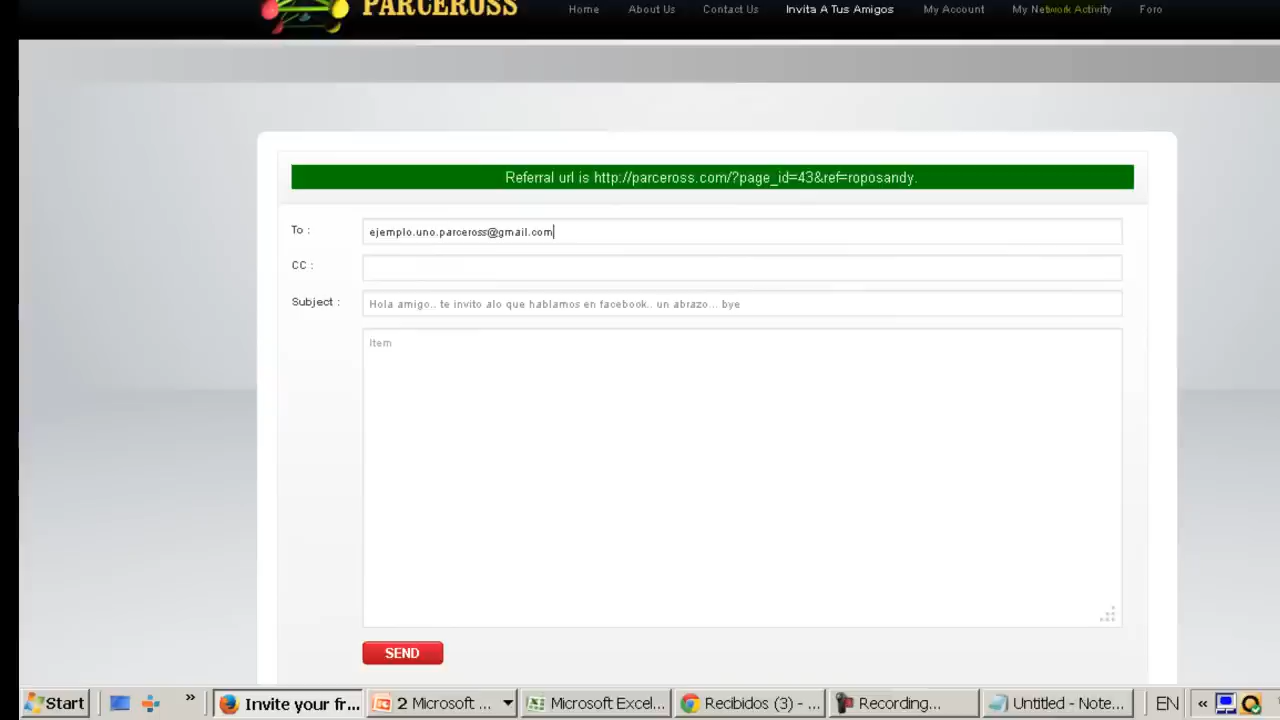 PARCEROSS
Home About Us Contact Us Invita A Tus Amigos My Account My Network Activity Foro
Referral url is http://parceross.com/?page_id=43&ref=roposandy.
To : ejemplo.uno.parceross@gmail.com
CC :
Subject : Hola amigo.. te invito alo que hablamos en facebook.. un abrazo... bye
Item
SEND
Start » Invite your fr... 2 Microsoft ... Microsoft Exce... Recibidos (3) - ... Recording... Untitled - Note... EN «